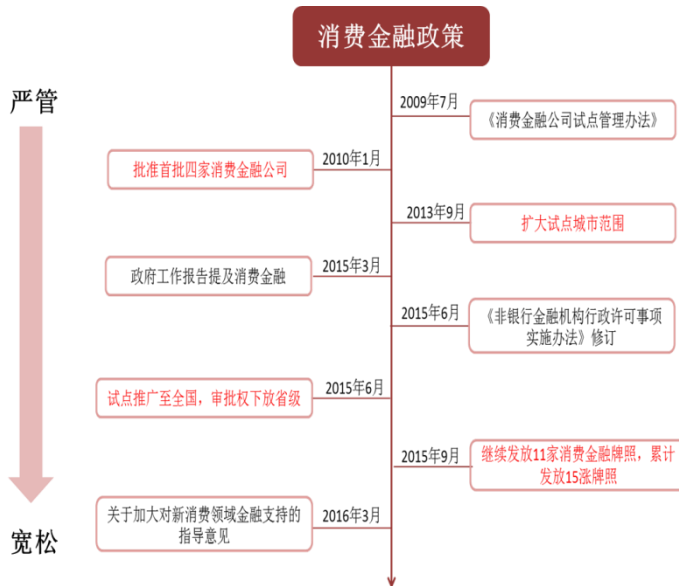 消费金融政策
严管
2009年7月
《消费金融公司试点管理办法》
2010年1月
批准首批四家消费金融公司
2013年9月
扩大试点城市范围
2015年3月
政府工作报告提及消费金融
2015年6月
《非银行金融机构行政许可事项
实施办法》修订
2015年6月
试点推广至全国，审批权下放省级
2015年9月
继续发放11家消费金融牌照，累计
发放15涨牌照
2016年3月
关于加大对新消费领域金融支持的
指导意见
宽松